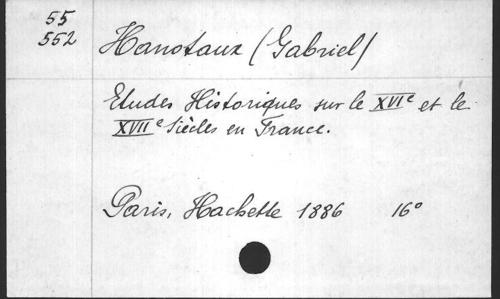 55
552
Hanotaux (Gabriel)
Etudes Historiques sur le XVIe et le
XVIIe Siècles en France.
Paris, Hachette 1886 16°